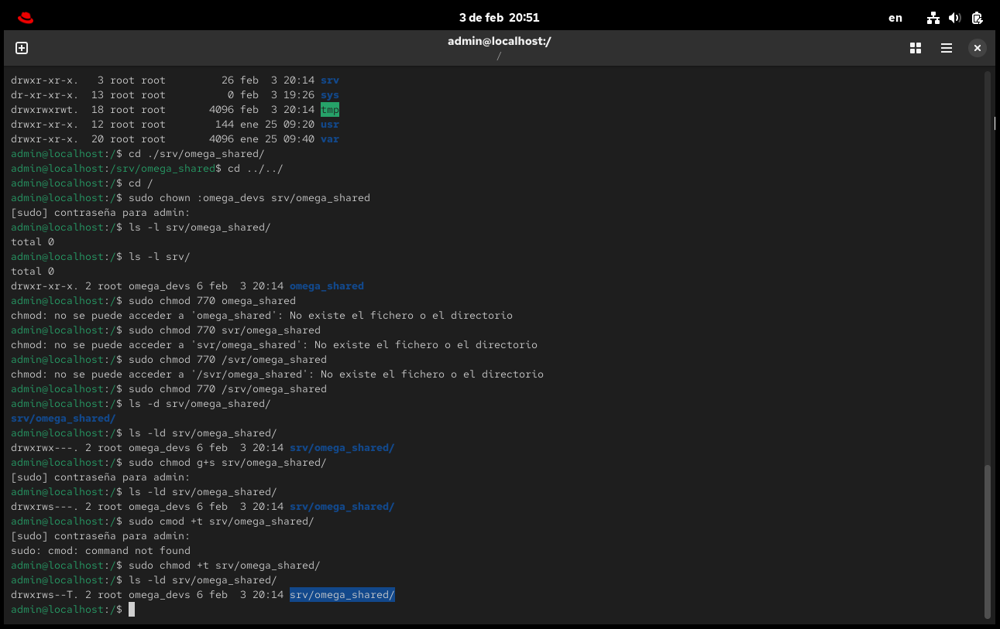 3 de feb  20:51
en
admin@localhost:/
/
drwxr-xr-x.   3 root root         26 feb  3 20:14 srv
dr-xr-xr-x.  13 root root          0 feb  3 19:26 sys
drwxrwxrwt.  18 root root       4096 feb  3 20:14 tmp
drwxr-xr-x.  12 root root        144 ene 25 09:20 usr
drwxr-xr-x.  20 root root       4096 ene 25 09:40 var
admin@localhost:/$ cd ./srv/omega_shared/
admin@localhost:/srv/omega_shared$ cd ../../
admin@localhost:/$ cd /
admin@localhost:/$ sudo chown :omega_devs srv/omega_shared
[sudo] contraseña para admin:
admin@localhost:/$ ls -l srv/omega_shared/
total 0
admin@localhost:/$ ls -l srv/
total 0
drwxr-xr-x. 2 root omega_devs 6 feb  3 20:14 omega_shared
admin@localhost:/$ sudo chmod 770 omega_shared
chmod: no se puede acceder a 'omega_shared': No existe el fichero o el directorio
admin@localhost:/$ sudo chmod 770 svr/omega_shared
chmod: no se puede acceder a 'svr/omega_shared': No existe el fichero o el directorio
admin@localhost:/$ sudo chmod 770 /svr/omega_shared
chmod: no se puede acceder a '/svr/omega_shared': No existe el fichero o el directorio
admin@localhost:/$ sudo chmod 770 /srv/omega_shared
admin@localhost:/$ ls -d srv/omega_shared/
srv/omega_shared/
admin@localhost:/$ ls -ld srv/omega_shared/
drwxrwx---. 2 root omega_devs 6 feb  3 20:14 srv/omega_shared/
admin@localhost:/$ sudo chmod g+s srv/omega_shared/
[sudo] contraseña para admin:
admin@localhost:/$ ls -ld srv/omega_shared/
drwxrws---. 2 root omega_devs 6 feb  3 20:14 srv/omega_shared/
admin@localhost:/$ sudo cmod +t srv/omega_shared/
[sudo] contraseña para admin:
sudo: cmod: command not found
admin@localhost:/$ sudo chmod +t srv/omega_shared/
admin@localhost:/$ ls -ld srv/omega_shared/
drwxrws--T. 2 root omega_devs 6 feb  3 20:14 srv/omega_shared/
admin@localhost:/$